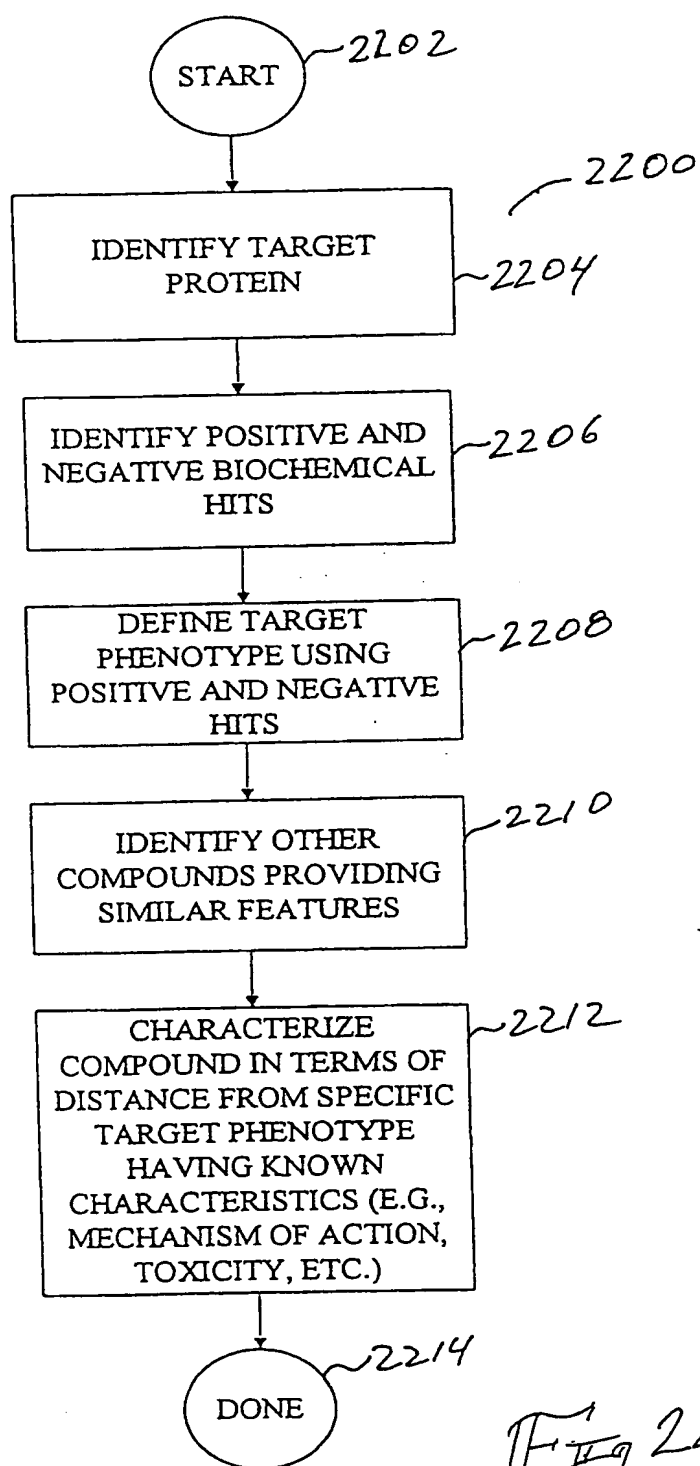 START
2202
2200
IDENTIFY TARGET
PROTEIN
2204
IDENTIFY POSITIVE AND
NEGATIVE BIOCHEMICAL
HITS
2206
DEFINE TARGET
PHENOTYPE USING
POSITIVE AND NEGATIVE
HITS
2208
IDENTIFY OTHER
COMPOUNDS PROVIDING
SIMILAR FEATURES
2210
CHARACTERIZE
COMPOUND IN TERMS OF
DISTANCE FROM SPECIFIC
TARGET PHENOTYPE
HAVING KNOWN
CHARACTERISTICS (E.G.,
MECHANISM OF ACTION,
TOXICITY, ETC.)
2212
DONE
2214
Fig